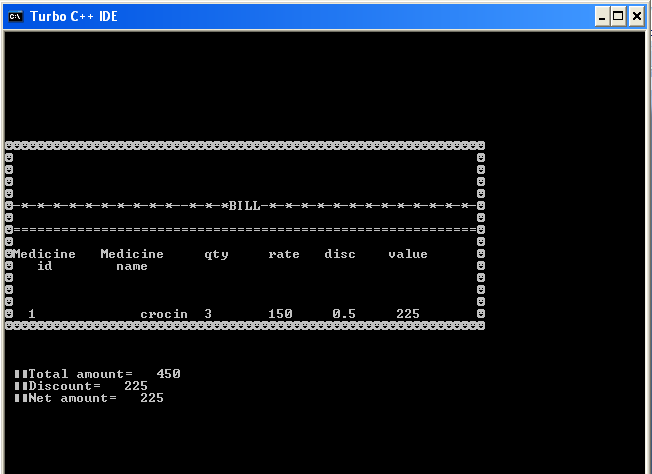 Turbo C++ IDE
-*-*-*-*-*-*-*-*-*-*--*-*-*BILL-*-*-*-*-*-*-*-*-*-*-*-*-*-
==========================================================
Medicine Medicine qty rate disc value
id name
1 crocin 3 150 0.5 225
Total amount= 450
Discount= 225
Net amount= 225